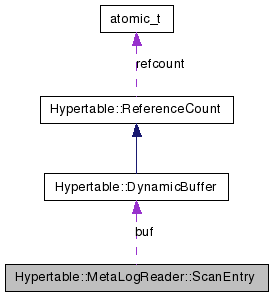 atomic_t
refcount
Hypertable::ReferenceCount
Hypertable::DynamicBuffer
buf
Hypertable::MetaLogReader::ScanEntry